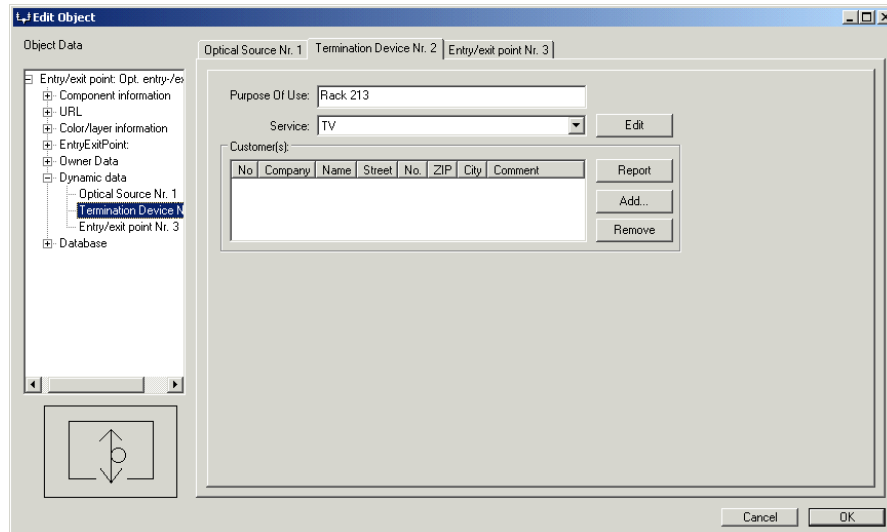 Edit Object
Object Data
Optical Source Nr. 1 Termination Device Nr. 2 Entry/exit point Nr. 3
Entry/exit point: Opt. entry-/ex
Component information
URL
Color/layer information
EntryExitPoint:
Owner Data
Dynamic data
Optical Source Nr. 1
Termination Device N
Entry/exit point Nr. 3
Database
Purpose Of Use: Rack 213
Service: TV Edit
Customer(s):
No Company Name Street No. ZIP City Comment
Report
Add...
Remove
Cancel OK